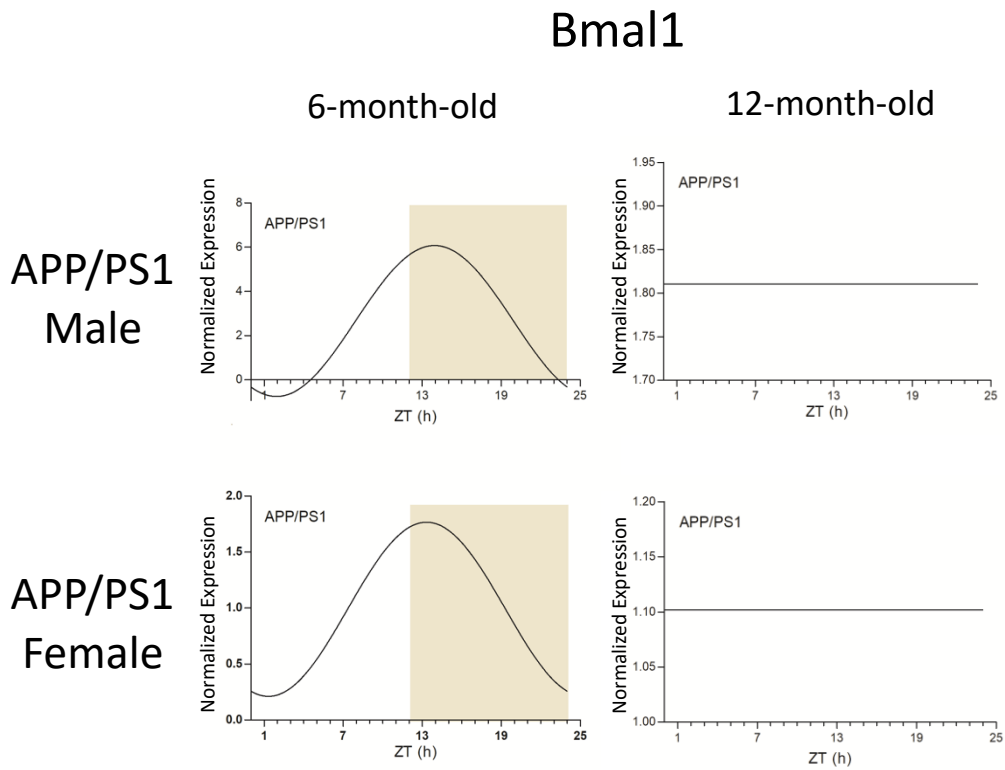 Bmal1
6-month-old
12-month-old
APP/PS1
Male
Normalized Expression
8
6
4
2
0
APP/PS1
1 7 13 19 25
ZT (h)
Normalized Expression
1.95
1.90
1.85
1.80
1.75
1.70
APP/PS1
1 7 13 19 25
ZT (h)
APP/PS1
Female
Normalized Expression
2.0
1.5
1.0
0.5
0.0
APP/PS1
1 7 13 19 25
ZT (h)
Normalized Expression
1.20
1.15
1.10
1.05
1.00
APP/PS1
1 7 13 19 25
ZT (h)